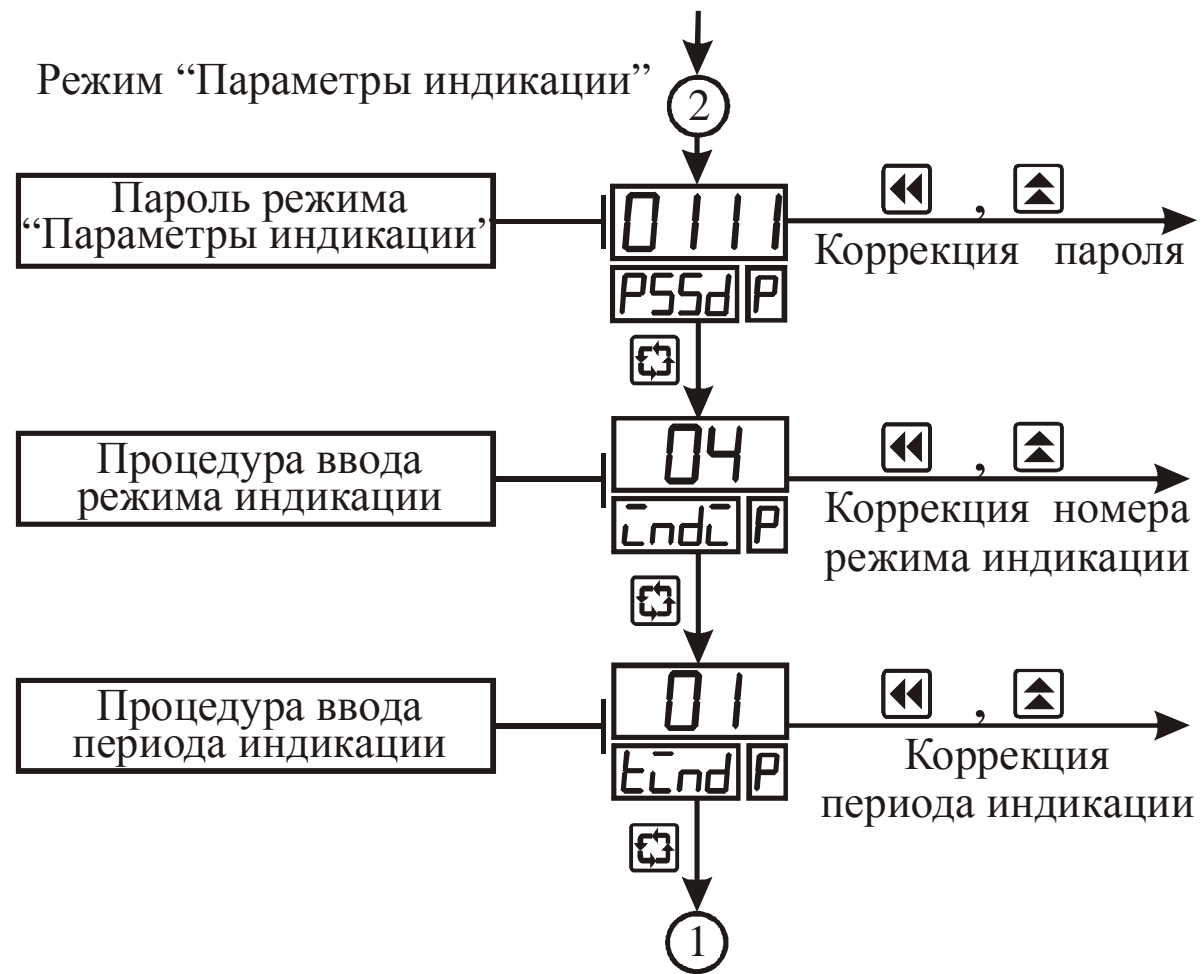 Режим “Параметры индикации”
2
Пароль режима
“Параметры индикации’
0111
,
Коррекция пароля
PSSd P
Процедура ввода
режима индикации
04
,
Коррекция номера
режима индикации
indi P
Процедура ввода
периода индикации
01
,
Коррекция
периода индикации
tind P
1